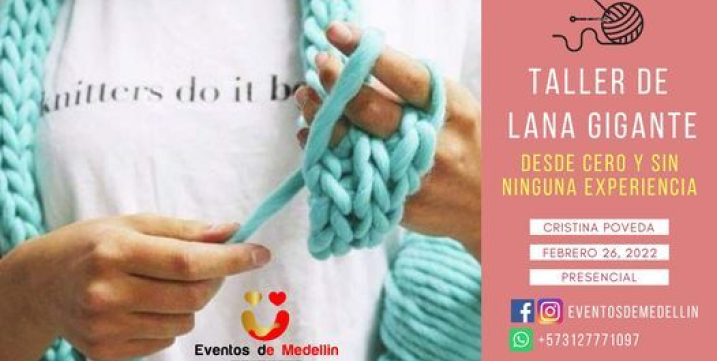 knitters do it b
TALLER DE
LANA GIGANTE
DESDE CERO Y SIN
NINGUNA EXPERIENCIA
CRISTINA POVEDA
FEBRERO 26, 2022
PRESENCIAL
EVENTOSDEMEDELLIN
+573127771097
Eventos de Medellin